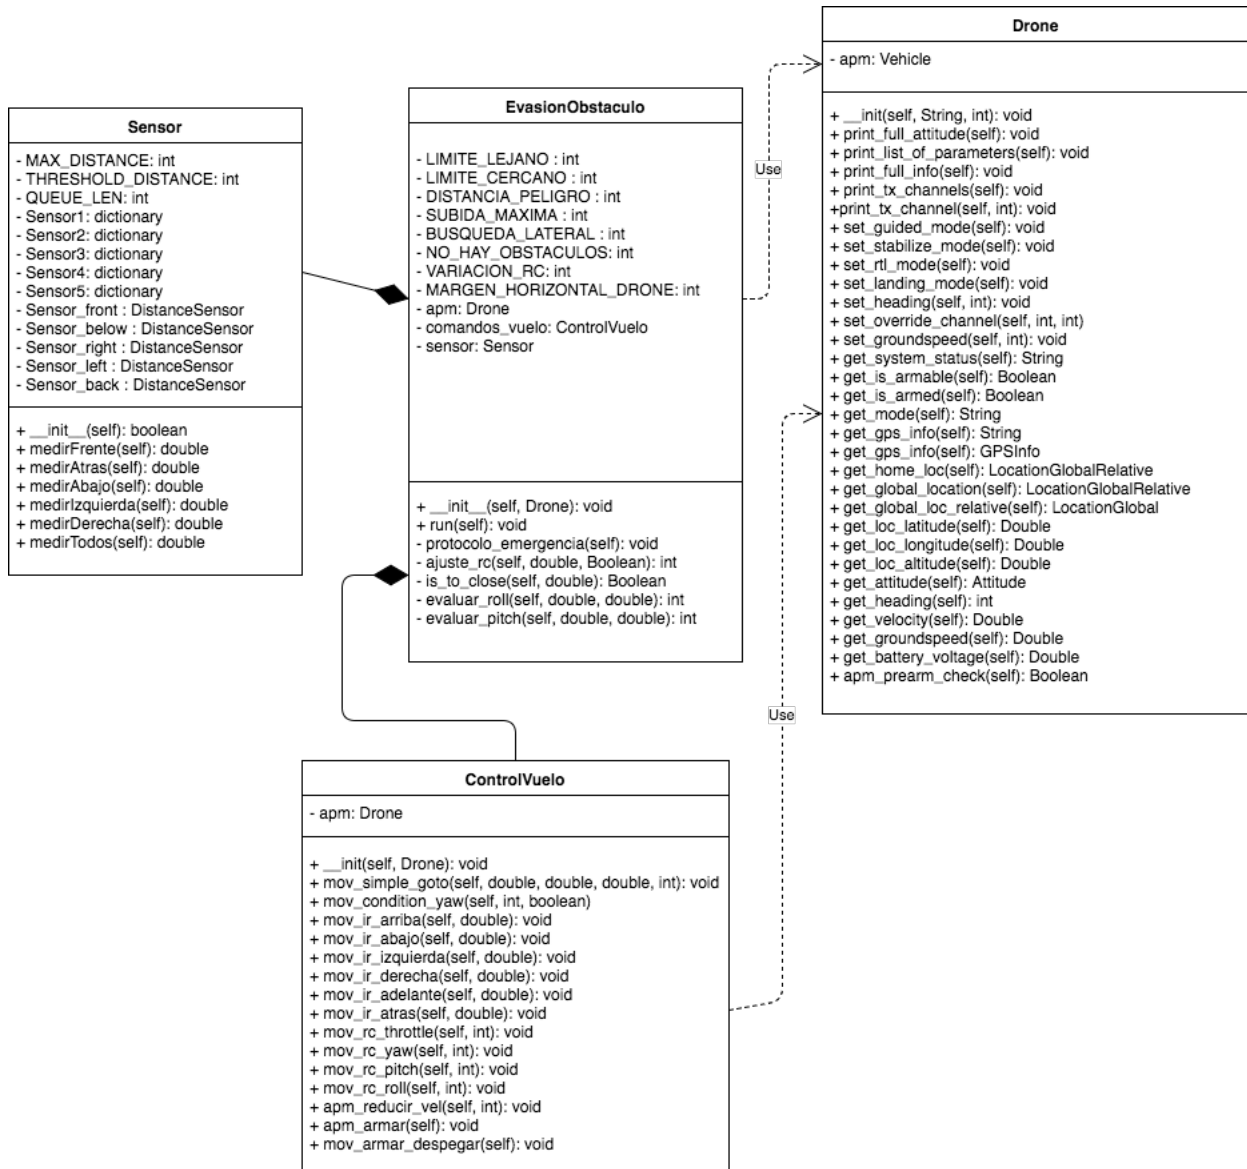 Sensor
- MAX_DISTANCE: int
- THRESHOLD_DISTANCE: int
- QUEUE_LEN: int
- Sensor1: dictionary
- Sensor2: dictionary
- Sensor3: dictionary
- Sensor4: dictionary
- Sensor5: dictionary
- Sensor_front : DistanceSensor
- Sensor_below : DistanceSensor
- Sensor_right : DistanceSensor
- Sensor_left : DistanceSensor
- Sensor_back : DistanceSensor
+ __init__(self): boolean
+ medirFrente(self): double
+ medirAtras(self): double
+ medirAbajo(self): double
+ medirIzquierda(self): double
+ medirDerecha(self): double
+ medirTodos(self): double
EvasionObstaculo
- LIMITE_LEJANO : int
- LIMITE_CERCANO : int
- DISTANCIA_PELIGRO : int
- SUBIDA_MAXIMA : int
- BUSQUEDA_LATERAL : int
- NO_HAY_OBSTACULOS: int
- VARIACION_RC: int
- MARGEN_HORIZONTAL_DRONE: int
- apm: Drone
- comandos_vuelo: ControlVuelo
- sensor: Sensor
+ __init__(self, Drone): void
+ run(self): void
- protocolo_emergencia(self): void
- ajuste_rc(self, double, Boolean): int
- is_to_close(self, double): Boolean
- evaluar_roll(self, double, double): int
- evaluar_pitch(self, double, double): int
Use
Drone
- apm: Vehicle
+ __init(self, String, int): void
+ print_full_attitude(self): void
+ print_list_of_parameters(self): void
+ print_full_info(self): void
+ print_tx_channels(self): void
+print_tx_channel(self, int): void
+ set_guided_mode(self): void
+ set_stabilize_mode(self): void
+ set_rtl_mode(self): void
+ set_landing_mode(self): void
+ set_heading(self, int): void
+ set_override_channel(self, int, int)
+ set_groundspeed(self, int): void
+ get_system_status(self): String
+ get_is_armable(self): Boolean
+ get_is_armed(self): Boolean
+ get_mode(self): String
+ get_gps_info(self): String
+ get_gps_info(self): GPSInfo
+ get_home_loc(self): LocationGlobalRelative
+ get_global_location(self): LocationGlobalRelative
+ get_global_loc_relative(self): LocationGlobal
+ get_loc_latitude(self): Double
+ get_loc_longitude(self): Double
+ get_loc_altitude(self): Double
+ get_attitude(self): Attitude
+ get_heading(self): int
+ get_velocity(self): Double
+ get_groundspeed(self): Double
+ get_battery_voltage(self): Double
+ apm_prearm_check(self): Boolean
Use
ControlVuelo
- apm: Drone
+ __init(self, Drone): void
+ mov_simple_goto(self, double, double, double, int): void
+ mov_condition_yaw(self, int, boolean)
+ mov_ir_arriba(self, double): void
+ mov_ir_abajo(self, double): void
+ mov_ir_izquierda(self, double): void
+ mov_ir_derecha(self, double): void
+ mov_ir_adelante(self, double): void
+ mov_ir_atras(self, double): void
+ mov_rc_throttle(self, int): void
+ mov_rc_yaw(self, int): void
+ mov_rc_pitch(self, int): void
+ mov_rc_roll(self, int): void
+ apm_reducir_vel(self, int): void
+ apm_armar(self): void
+ mov_armar_despegar(self): void